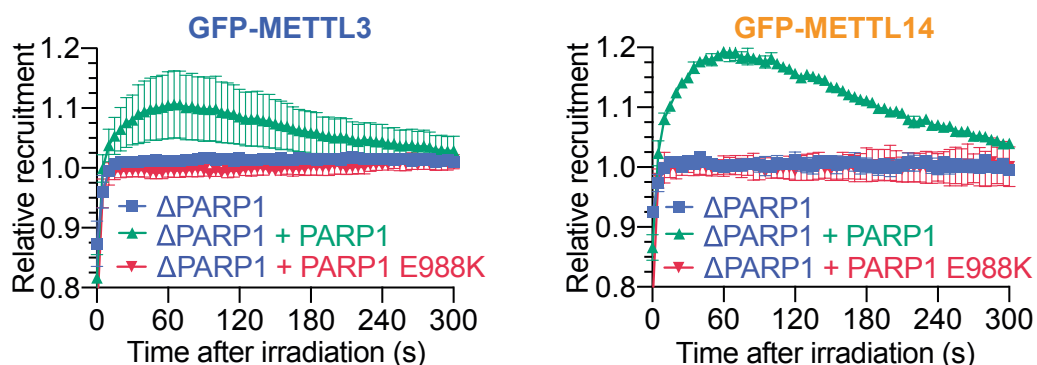 GFP-METTL3
Relative recruitment
1.2
1.1
1.0
0.9
0.8
ΔPARP1
ΔPARP1 + PARP1
ΔPARP1 + PARP1 E988K
0 60 120 180 240 300
Time after irradiation (s)
GFP-METTL14
Relative recruitment
1.2
1.1
1.0
0.9
0.8
ΔPARP1
ΔPARP1 + PARP1
ΔPARP1 + PARP1 E988K
0 60 120 180 240 300
Time after irradiation (s)